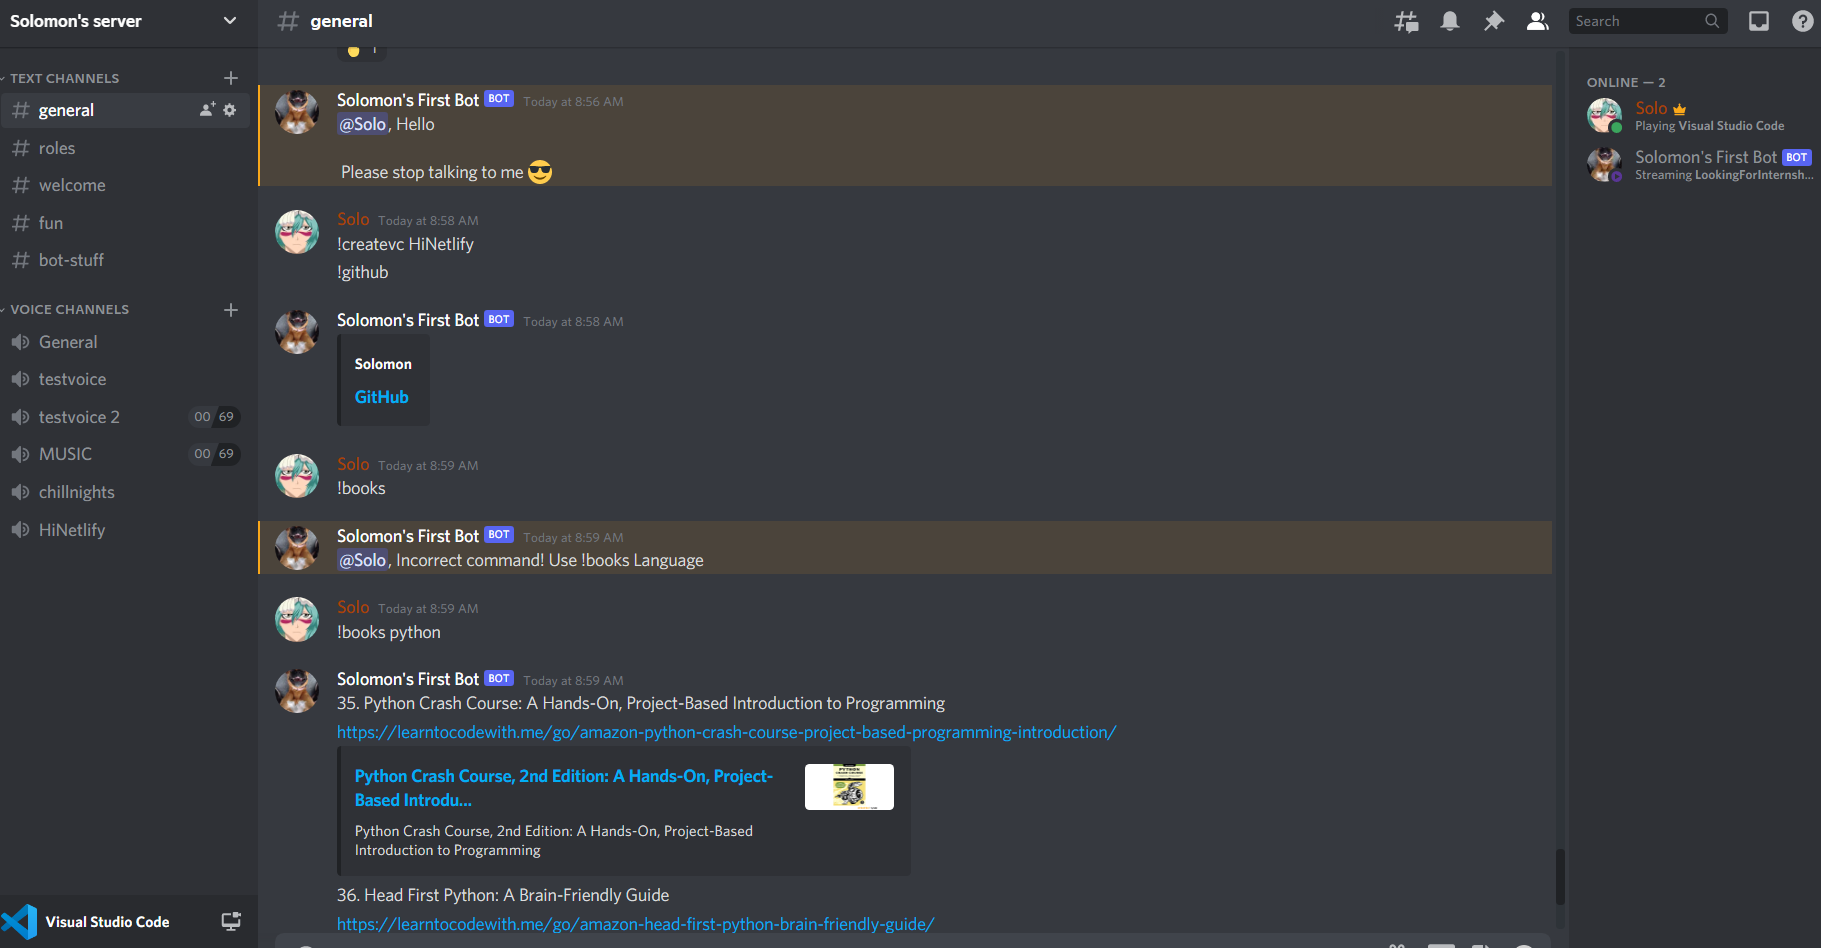 Solomon's server
TEXT CHANNELS
general
roles
welcome
fun
bot-stuff
VOICE CHANNELS
General
testvoice
testvoice 2 00 69
MUSIC 00 69
chillnights
HiNetlify
Visual Studio Code
general
Search
1
Solomon's First Bot BOT Today at 8:56 AM
@Solo, Hello
Please stop talking to me 😎
Solo Today at 8:58 AM
!createvc HiNetlify
!github
Solomon's First Bot BOT Today at 8:58 AM
Solomon
GitHub
Solo Today at 8:59 AM
!books
Solomon's First Bot BOT Today at 8:59 AM
@Solo, Incorrect command! Use !books Language
Solo Today at 8:59 AM
!books python
Solomon's First Bot BOT Today at 8:59 AM
35. Python Crash Course: A Hands-On, Project-Based Introduction to Programming
https://learntocodewith.me/go/amazon-python-crash-course-project-based-programming-introduction/
Python Crash Course, 2nd Edition: A Hands-On, Project-
Based Introdu...
Python Crash Course, 2nd Edition: A Hands-On, Project-Based
Introduction to Programming
PYTHON
CRASH COURSE
36. Head First Python: A Brain-Friendly Guide
https://learntocodewith.me/go/amazon-head-first-python-brain-friendly-guide/
ONLINE — 2
Solo
Playing Visual Studio Code
Solomon's First Bot BOT
Streaming LookingForInternsh...